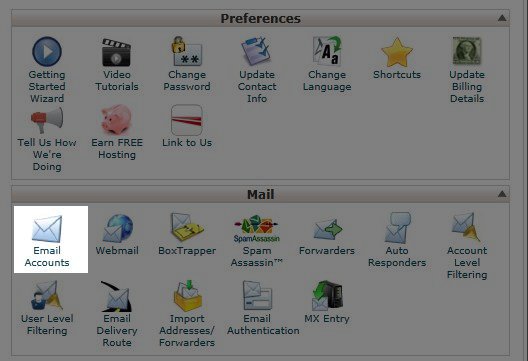 Preferences
Getting Started Wizard
Video Tutorials
Change Password
Update Contact Info
Change Language
Shortcuts
Update Billing Details
Tell Us How We're Doing
Earn FREE Hosting
Link to Us
Mail
Email Accounts
Webmail
BoxTrapper
SpamAssassin
Spam Assassin™
Forwarders
Auto Responders
Account Level Filtering
User Level Filtering
Email Delivery Route
Import Addresses/ Forwarders
Email Authentication
MX Entry